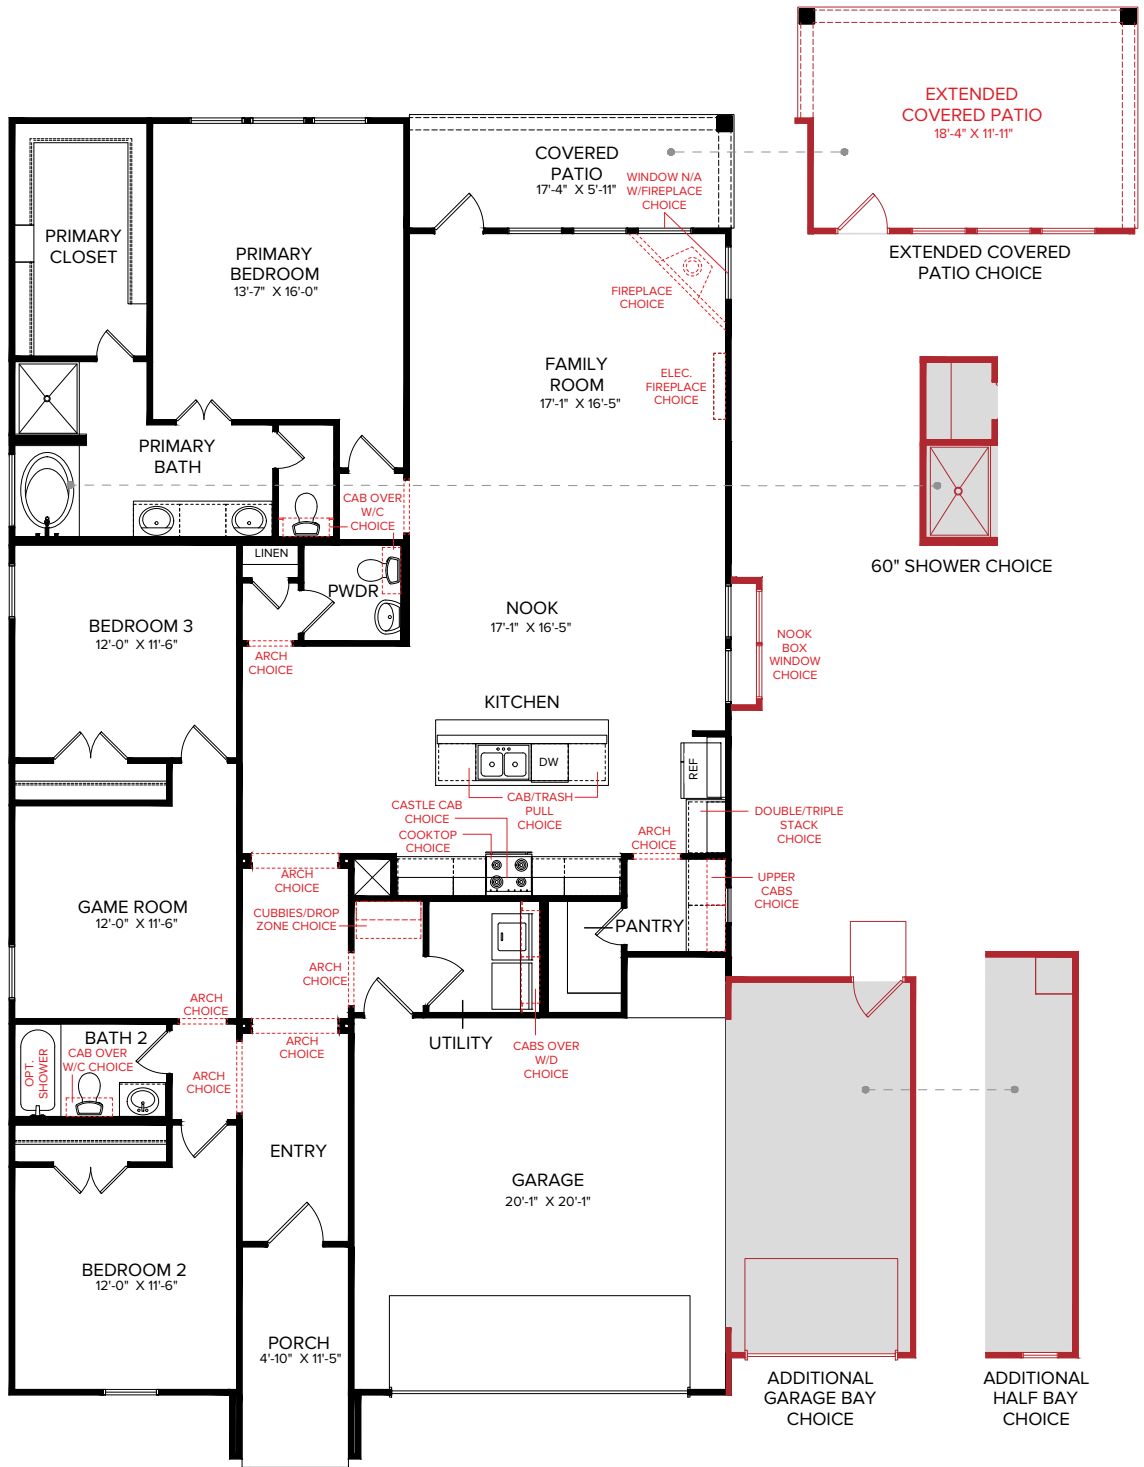 EXTENDED
COVERED PATIO
18'-4" X 11'-11"
EXTENDED COVERED
PATIO CHOICE
COVERED
PATIO
17'-4" X 5'-11"
WINDOW N/A
W/FIREPLACE
CHOICE
PRIMARY
CLOSET
PRIMARY
BEDROOM
13'-7" X 16'-0"
FIREPLACE
CHOICE
FAMILY
ROOM
17'-1" X 16'-5"
ELEC.
FIREPLACE
CHOICE
PRIMARY
BATH
CAB OVER
W/C
CHOICE
60" SHOWER CHOICE
LINEN
PWDR
BEDROOM 3
12'-0" X 11'-6"
ARCH
CHOICE
NOOK
17'-1" X 16'-5"
NOOK
BOX
WINDOW
CHOICE
KITCHEN
DW
REF
CAB/TRASH
PULL
CHOICE
CASTLE CAB
CHOICE
COOKTOP
CHOICE
DOUBLE/TRIPLE
STACK
CHOICE
ARCH
CHOICE
ARCH
CHOICE
UPPER
CABS
CHOICE
GAME ROOM
12'-0" X 11'-6"
CUBBIES/DROP
ZONE CHOICE
PANTRY
ARCH
CHOICE
ARCH
CHOICE
BATH 2
CAB OVER
W/C CHOICE
OPT.
SHOWER
ARCH
CHOICE
ARCH
CHOICE
UTILITY
CABS OVER
W/D
CHOICE
ENTRY
GARAGE
20'-1" X 20'-1"
BEDROOM 2
12'-0" X 11'-6"
PORCH
4'-10" X 11'-5"
ADDITIONAL
GARAGE BAY
CHOICE
ADDITIONAL
HALF BAY
CHOICE